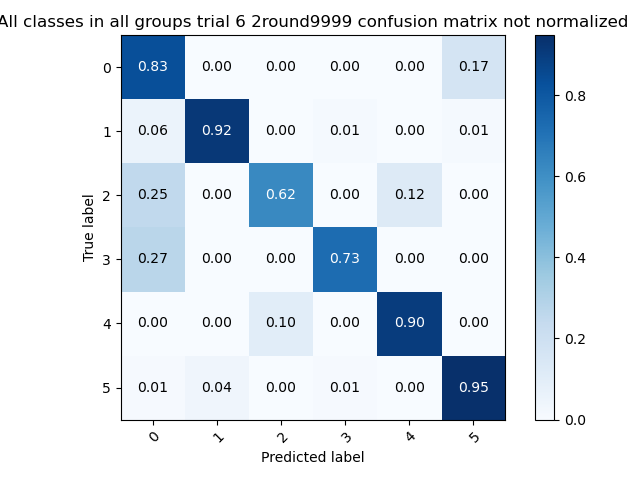 All classes in all groups trial 6 2round9999 confusion matrix not normalized
0 0.83 0.00 0.00 0.00 0.00 0.17
1 0.06 0.92 0.00 0.01 0.00 0.01
2 0.25 0.00 0.62 0.00 0.12 0.00
3 0.27 0.00 0.00 0.73 0.00 0.00
4 0.00 0.00 0.10 0.00 0.90 0.00
5 0.01 0.04 0.00 0.01 0.00 0.95
0 1 2 3 4 5
True label
Predicted label
0.8
0.6
0.4
0.2
0.0